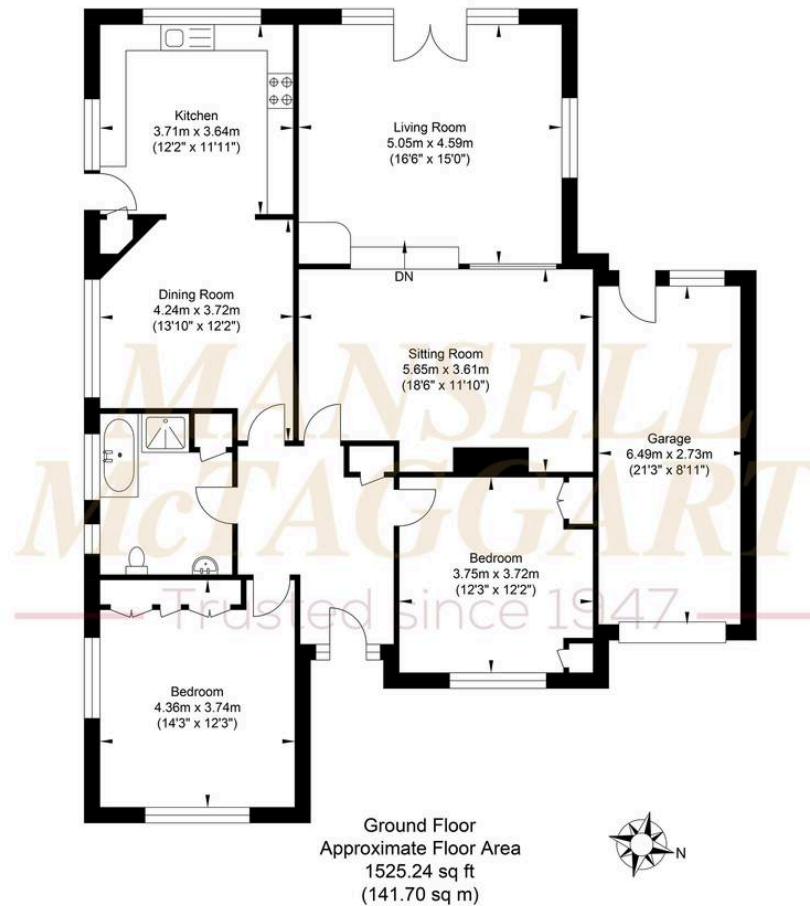 Kitchen
3.71m x 3.64m
(12'2" x 11'11")
Living Room
5.05m x 4.59m
(16'6" x 15'0")
DN
Dining Room
4.24m x 3.72m
(13'10" x 12'2")
Sitting Room
5.65m x 3.61m
(18'6" x 11'10")
Garage
6.49m x 2.73m
(21'3" x 8'11")
MANSELL
McTAGGART
Trusted since 1947
Bedroom
3.75m x 3.72m
(12'3" x 12'2")
Bedroom
4.36m x 3.74m
(14'3" x 12'3")
Ground Floor
Approximate Floor Area
1525.24 sq ft
(141.70 sq m)
N